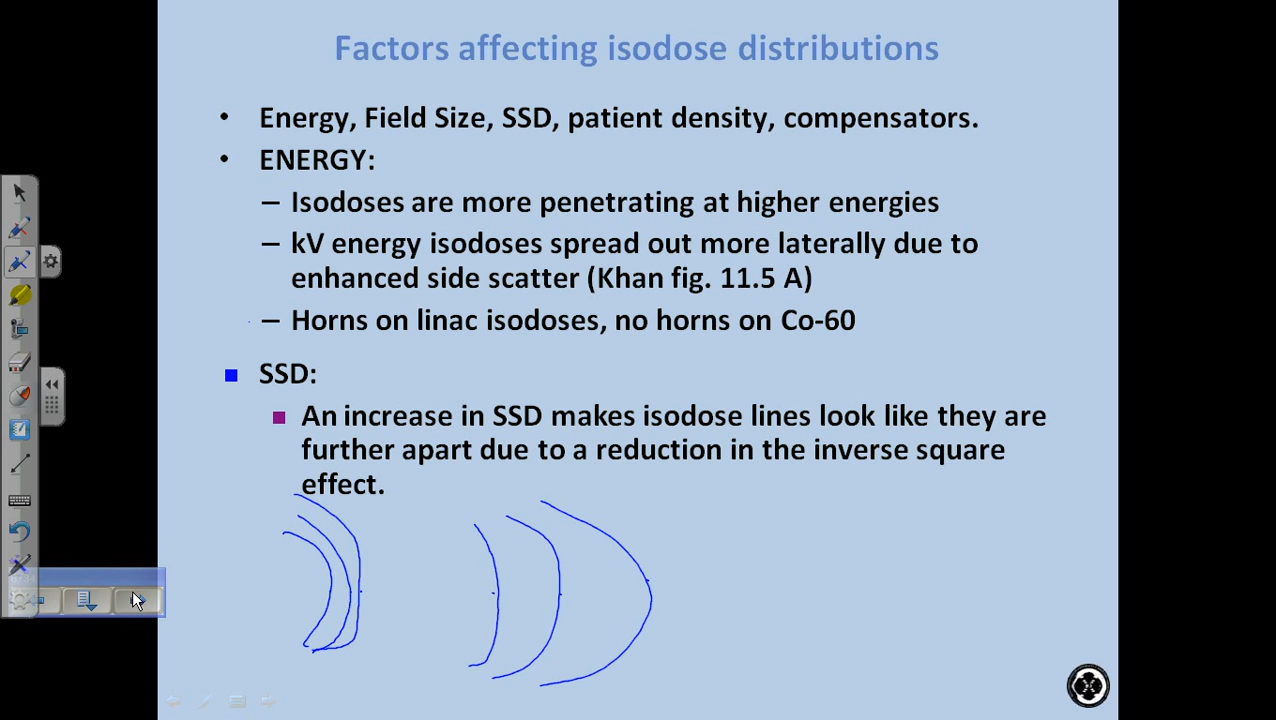 Factors affecting isodose distributions
• Energy, Field Size, SSD, patient density, compensators.
• ENERGY:
– Isodoses are more penetrating at higher energies
– kV energy isodoses spread out more laterally due to
enhanced side scatter (Khan fig. 11.5 A)
– Horns on linac isodoses, no horns on Co-60
■ SSD:
■ An increase in SSD makes isodose lines look like they are
further apart due to a reduction in the inverse square
effect.